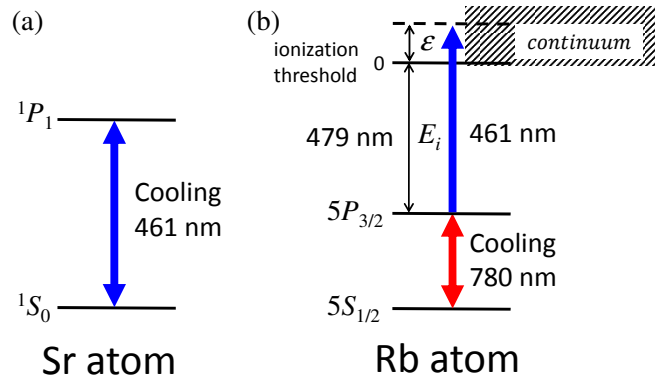 (a)
¹P₁
Cooling
461 nm
¹S₀
Sr atom
(b)
ε
continuum
ionization
threshold
0
479 nm
Eᵢ
461 nm
5P₃/₂
Cooling
780 nm
5S₁/₂
Rb atom